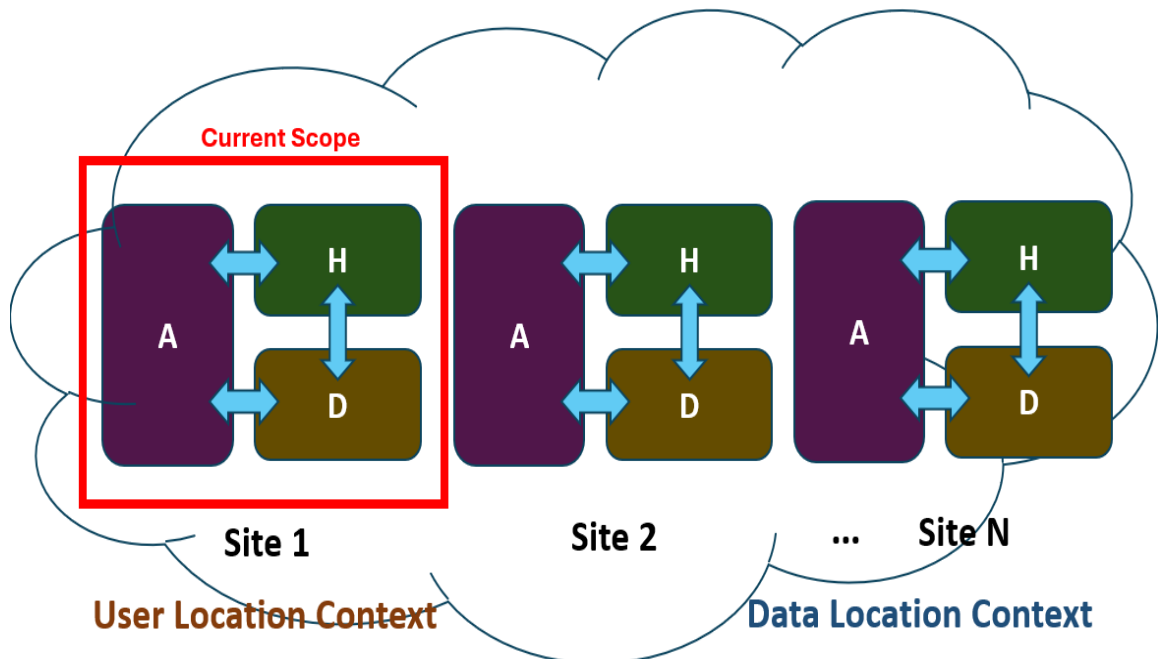 Current Scope
A
H
D
A
H
D
A
H
D
Site 1
Site 2
... Site N
User Location Context
Data Location Context